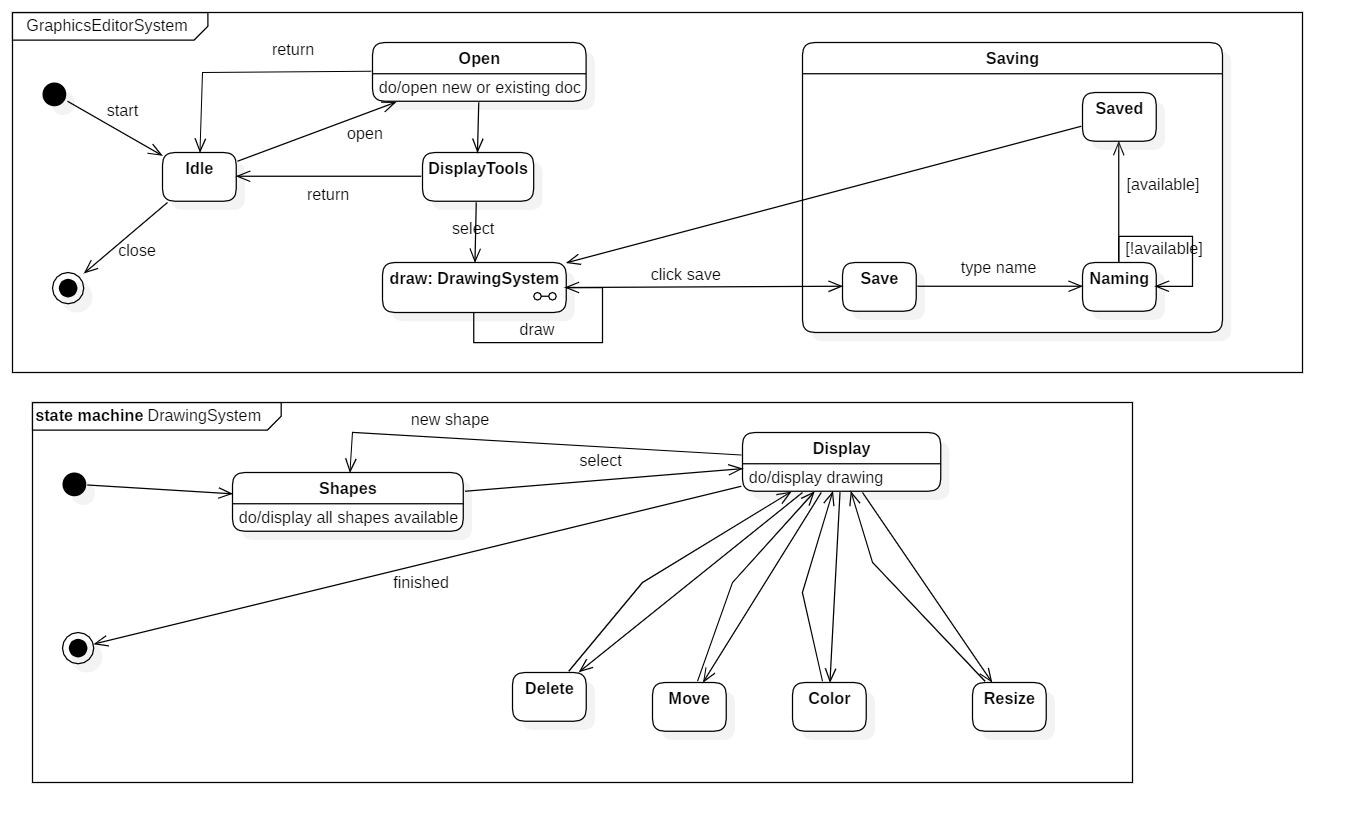 GraphicsEditorSystem
return
Open
do/open new or existing doc
Saving
start
open
Saved
Idle
DisplayTools
return
[available]
close
select
[!available]
draw: DrawingSystem
click save
Save
type name
Naming
draw
state machine DrawingSystem
new shape
Display
do/display drawing
select
Shapes
do/display all shapes available
finished
Delete
Move
Color
Resize